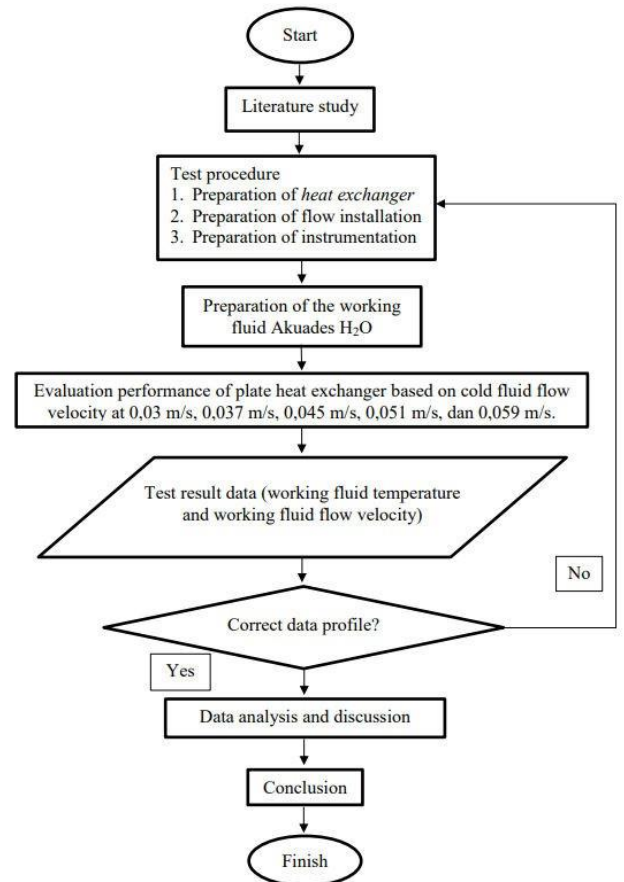 Start
Literature study
Test procedure
1. Preparation of heat exchanger
2. Preparation of flow installation
3. Preparation of instrumentation
Preparation of the working
fluid Akuades H₂O
Evaluation performance of plate heat exchanger based on cold fluid flow
velocity at 0,03 m/s, 0,037 m/s, 0,045 m/s, 0,051 m/s, dan 0,059 m/s.
Test result data (working fluid temperature
and working fluid flow velocity)
No
Correct data profile?
Yes
Data analysis and discussion
Conclusion
Finish